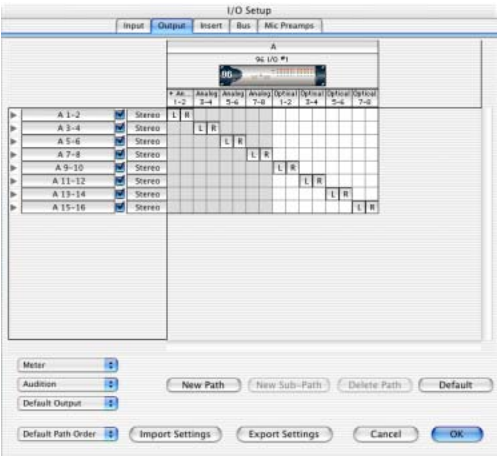 I/O Setup
Input Output Insert Bus Mic Preamps
A
96 I/O #1
96
An... Analog Analog Analog Optical Optical Optical Optical
1-2 3-4 5-6 7-8 1-2 3-4 5-6 7-8
A 1-2 Stereo L R
A 3-4 Stereo L R
A 5-6 Stereo L R
A 7-8 Stereo L R
A 9-10 Stereo L R
A 11-12 Stereo L R
A 13-14 Stereo L R
A 15-16 Stereo L R
Meter
Audition
Default Output
New Path New Sub-Path Delete Path Default
Default Path Order Import Settings Export Settings Cancel OK